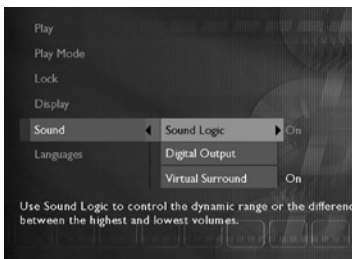 Play
Play Mode
Lock
Display
Sound
Sound Logic
On
Languages
Digital Output
Virtual Surround
On
Use Sound Logic to control the dynamic range or the differenc
between the highest and lowest volumes.